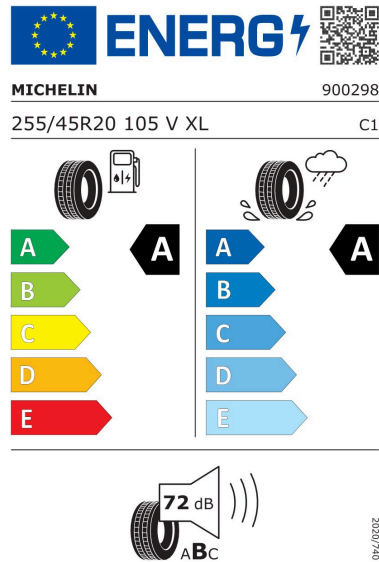 ENERG
MICHELIN 900298
255/45R20 105 V XL C1
A A A A
B B
C C
D D
E E
72 dB
ABC
2020/740